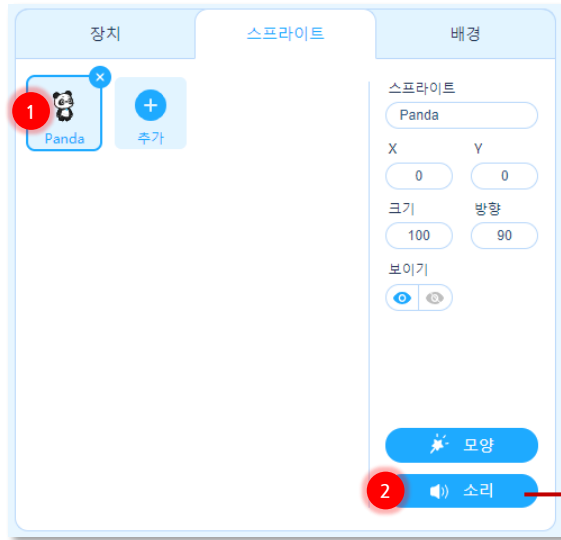 장치 스프라이트 배경
1
Panda
추가
스프라이트
Panda
X Y
0 0
크기 방향
100 90
보이기
모양
2 소리